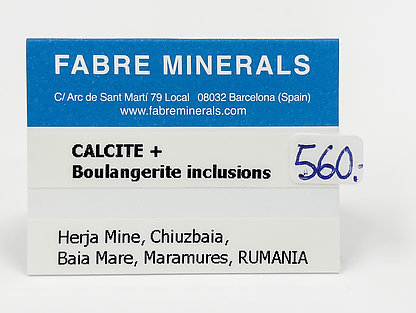 FABRE MINERALS
C/ Arc de Sant Martí 79 Local 08032 Barcelona (Spain)
www.fabreminerals.com
CALCITE +
Boulangerite inclusions
560.-
Herja Mine, Chiuzbaia,
Baia Mare, Maramures, RUMANIA